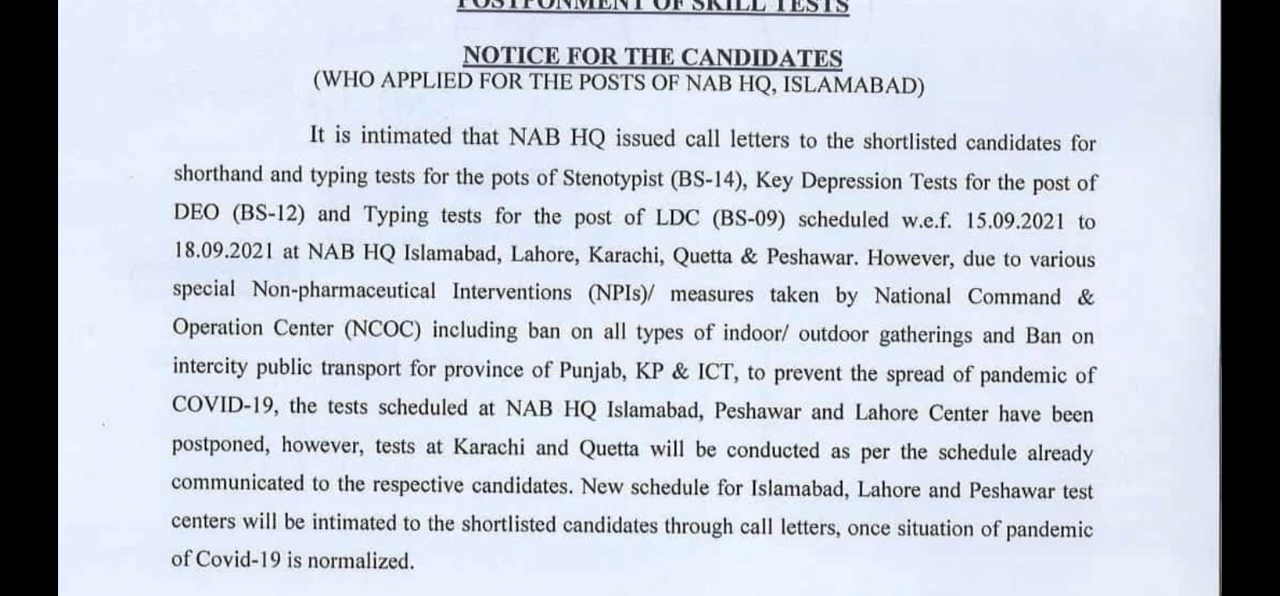 POSTPONMENT OF SKILL TESTS
NOTICE FOR THE CANDIDATES
(WHO APPLIED FOR THE POSTS OF NAB HQ, ISLAMABAD)
It is intimated that NAB HQ issued call letters to the shortlisted candidates for
shorthand and typing tests for the pots of Stenotypist (BS-14), Key Depression Tests for the post of
DEO (BS-12) and Typing tests for the post of LDC (BS-09) scheduled w.e.f. 15.09.2021 to
18.09.2021 at NAB HQ Islamabad, Lahore, Karachi, Quetta & Peshawar. However, due to various
special Non-pharmaceutical Interventions (NPIs)/ measures taken by National Command &
Operation Center (NCOC) including ban on all types of indoor/ outdoor gatherings and Ban on
intercity public transport for province of Punjab, KP & ICT, to prevent the spread of pandemic of
COVID-19, the tests scheduled at NAB HQ Islamabad, Peshawar and Lahore Center have been
postponed, however, tests at Karachi and Quetta will be conducted as per the schedule already
communicated to the respective candidates. New schedule for Islamabad, Lahore and Peshawar test
centers will be intimated to the shortlisted candidates through call letters, once situation of pandemic
of Covid-19 is normalized.